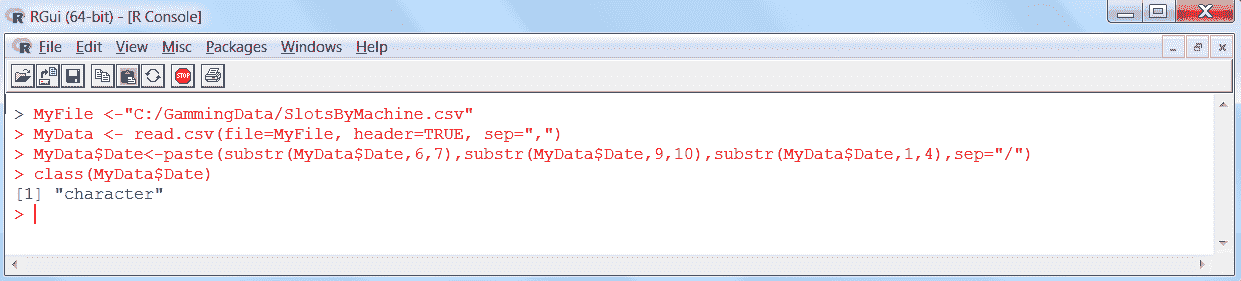 RGui (64-bit) - [R Console]
File Edit View Misc Packages Windows Help
STOP
> MyFile <-"C:/GammingData/SlotsByMachine.csv"
> MyData <- read.csv(file=MyFile, header=TRUE, sep=",")
> MyData$Date<-paste(substr(MyData$Date,6,7),substr(MyData$Date,9,10),substr(MyData$Date,1,4),sep="/")
> class(MyData$Date)
[1] "character"
>